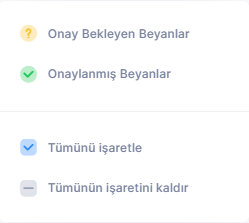 Onay Bekleyen Beyanlar
Onaylanmış Beyanlar
Tümünü işaretle
Tümünün işaretini kaldır